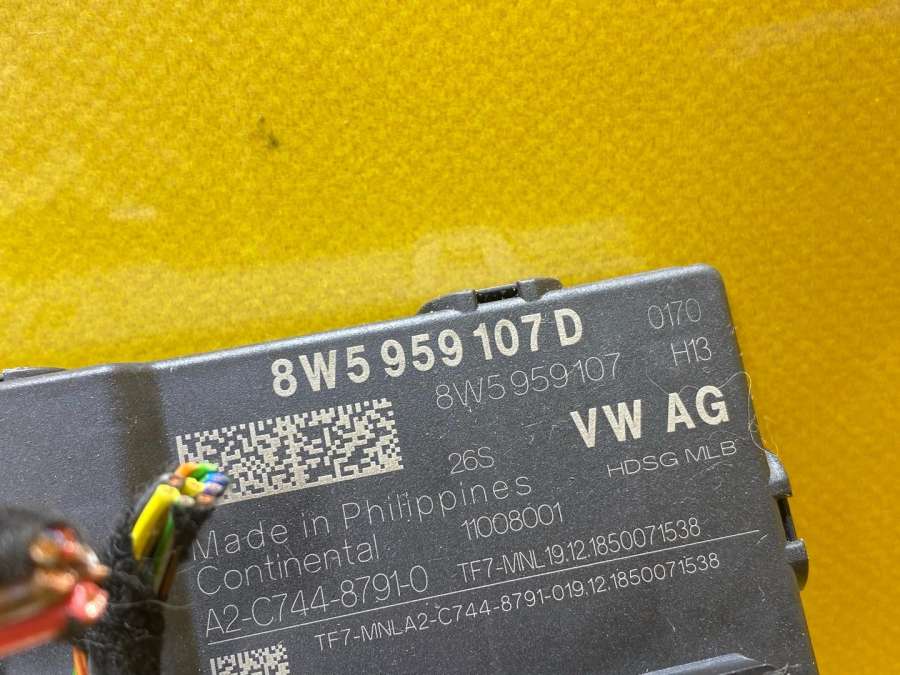 8W5 959 107 D
0170
8W5 959 107
H13
VW AG
26S
HDSG MLB
Made in Philippines
11008001
Continental
A2-C744-8791-0
TF7-MNL19.12.1850071538
TF7-MNLA2-C744-8791-019.12.1850071538